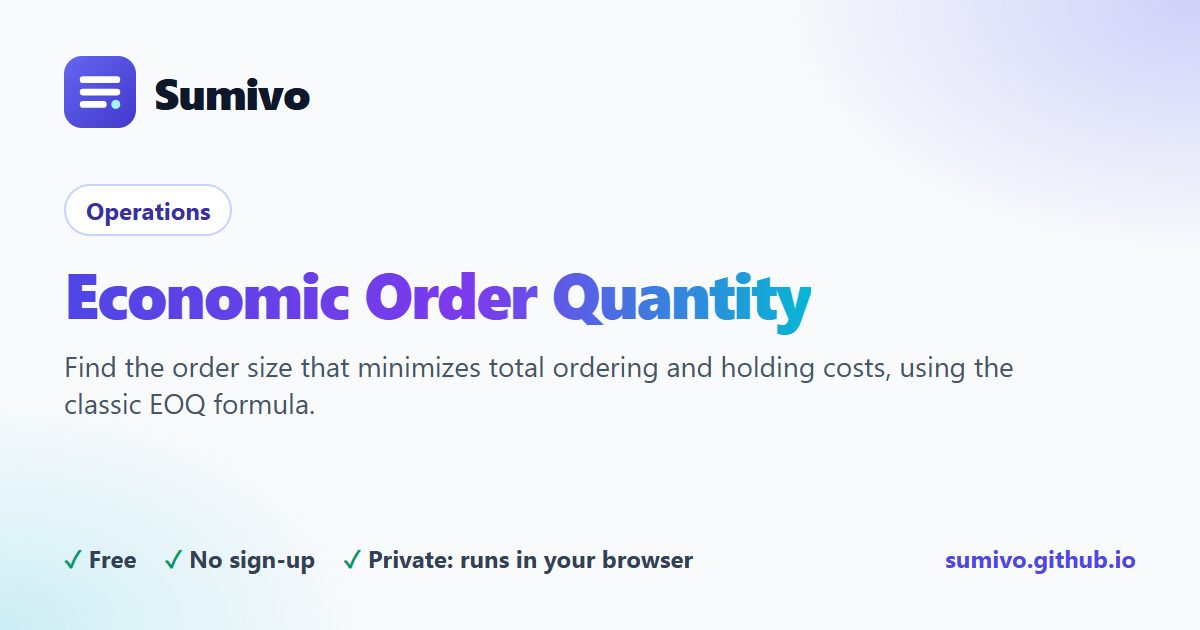 Sumivo
Operations
Economic Order Quantity
Find the order size that minimizes total ordering and holding costs, using the
classic EOQ formula.
✓ Free ✓ No sign-up ✓ Private: runs in your browser
sumivo.github.io